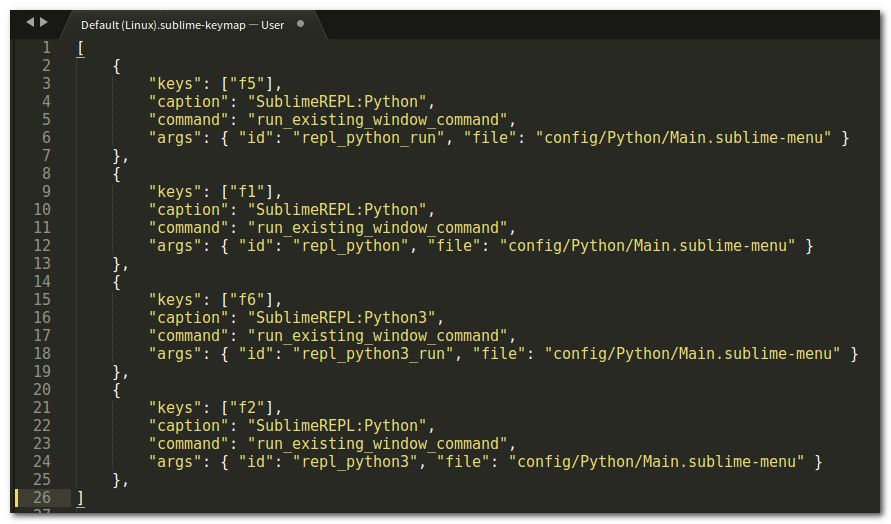 Default (Linux).sublime-keymap — User
1 [
2 {
3 "keys": ["f5"],
4 "caption": "SublimeREPL:Python",
5 "command": "run_existing_window_command",
6 "args": { "id": "repl_python_run", "file": "config/Python/Main.sublime-menu" }
7 },
8 {
9 "keys": ["f1"],
10 "caption": "SublimeREPL:Python",
11 "command": "run_existing_window_command",
12 "args": { "id": "repl_python", "file": "config/Python/Main.sublime-menu" }
13 },
14 {
15 "keys": ["f6"],
16 "caption": "SublimeREPL:Python3",
17 "command": "run_existing_window_command",
18 "args": { "id": "repl_python3_run", "file": "config/Python/Main.sublime-menu" }
19 },
20 {
21 "keys": ["f2"],
22 "caption": "SublimeREPL:Python",
23 "command": "run_existing_window_command",
24 "args": { "id": "repl_python3", "file": "config/Python/Main.sublime-menu" }
25 },
26 ]
27